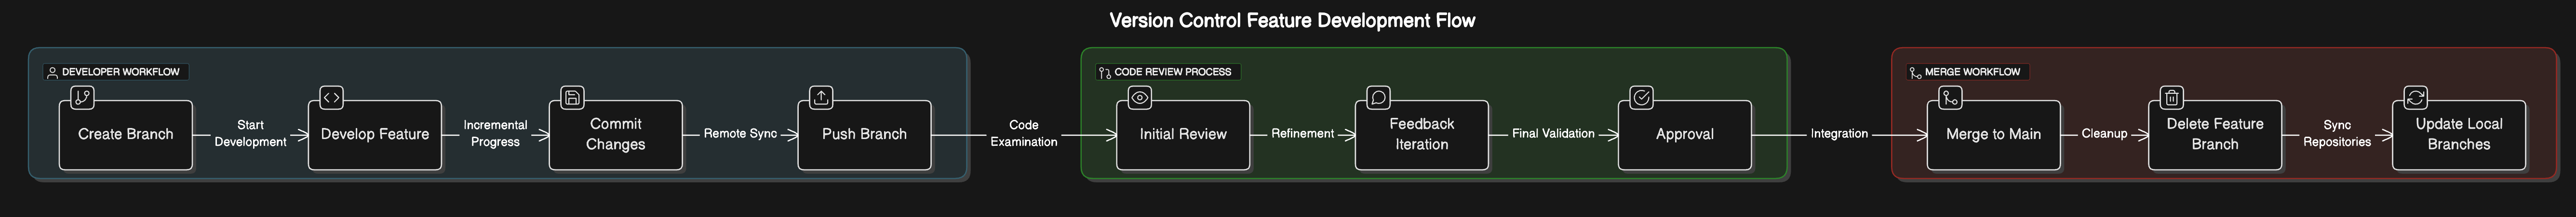 Version Control Feature Development Flow
DEVELOPER WORKFLOW
Create Branch
Start
Development
Develop Feature
Incremental
Progress
Commit
Changes
Remote Sync
Push Branch
Code
Examination
CODE REVIEW PROCESS
Initial Review
Refinement
Feedback
Iteration
Final Validation
Approval
Integration
MERGE WORKFLOW
Merge to Main
Cleanup
Delete Feature
Branch
Sync
Repositories
Update Local
Branches